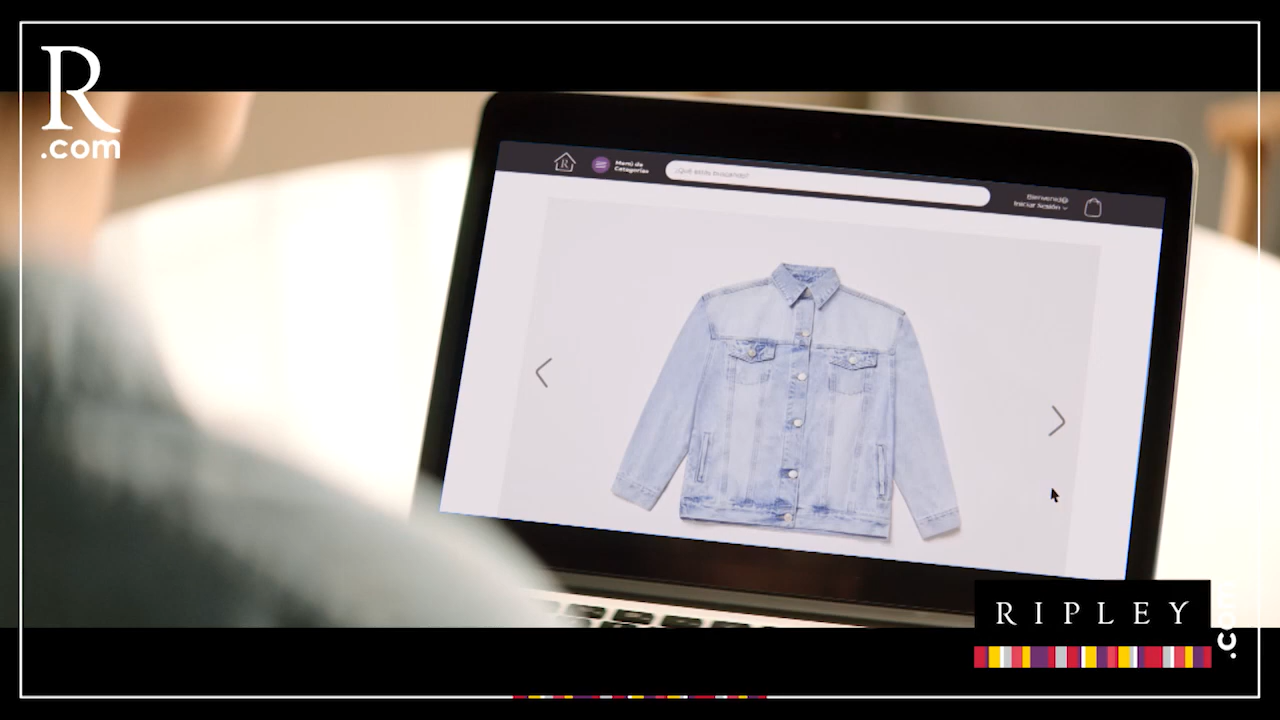 R
.com
R
Menú de
Categorías
¿Qué estás buscando?
Bienvenid@
Iniciar Sesión
RIPLEY
.com